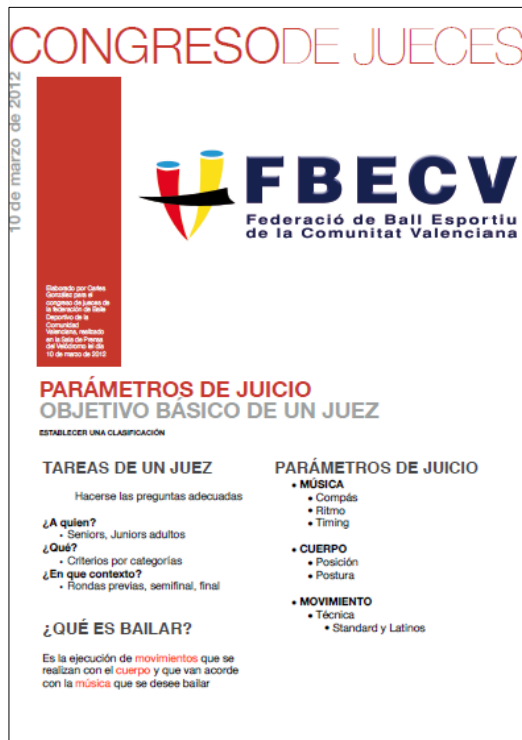 CONGRESODE JUECES
10 de marzo de 2012
FBECV
Federació de Ball Esportiu
de la Comunitat Valenciana
Elaborado por Carles
González para el
congreso de jueces de
la federación de Baile
Deportivo de la
Comunidad
Valenciana, realizado
en la Sala de Prensa
del Velódromo lel día
10 de marzo de 2012
PARÁMETROS DE JUICIO
OBJETIVO BÁSICO DE UN JUEZ
ESTABLECER UNA CLASIFICACIÓN
TAREAS DE UN JUEZ
Hacerse las preguntas adecuadas
¿A quien?
• Seniors, Juniors adultos
¿Qué?
• Criterios por categorías
¿En que contexto?
• Rondas previas, semifinal, final
¿QUÉ ES BAILAR?
Es la ejecución de movimientos que se
realizan con el cuerpo y que van acorde
con la música que se desee bailar
PARÁMETROS DE JUICIO
• MÚSICA
• Compás
• Ritmo
• Timing
• CUERPO
• Posición
• Postura
• MOVIMIENTO
• Técnica
• Standard y Latinos